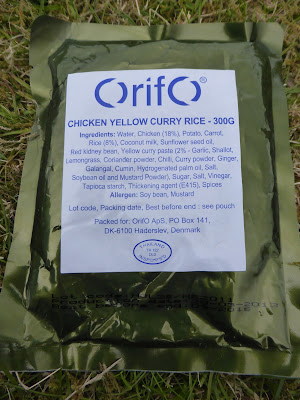 OrifO®
CHICKEN YELLOW CURRY RICE - 300G
Ingredients: Water, Chicken (18%), Potato, Carrot,
Rice (8%), Coconut milk, Sunflower seed oil,
Red kidney bean, Yellow curry paste (2% - Garlic, Shallot,
Lemongrass, Coriander powder, Chilli, Curry powder, Ginger,
Galangal, Cumin, Hydrogenated palm oil, Salt,
Soybean oil and Mustard Powder), Sugar, Salt, Vinegar,
Tapioca starch, Thickening agent (E415), Spices
Allergen: Soy bean, Mustard
Lot code, Packing date, Best before end : see pouch
Packed for: OrifO ApS, PO Box 141,
DK-6100 Haderslev, Denmark
THAILAND